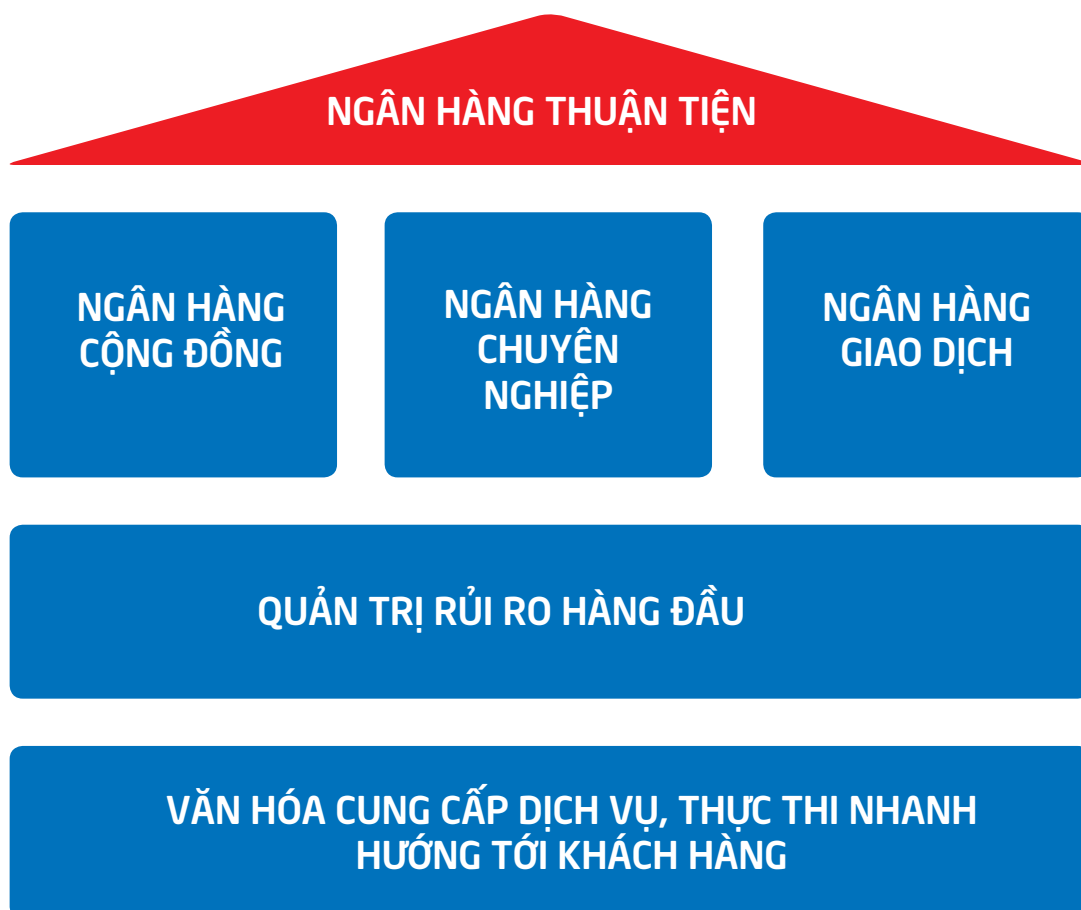 NGÂN HÀNG THUẬN TIỆN
NGÂN HÀNG
CỘNG ĐỒNG
NGÂN HÀNG
CHUYÊN
NGHIỆP
NGÂN HÀNG
GIAO DỊCH
QUẢN TRỊ RỦI RO HÀNG ĐẦU
VĂN HÓA CUNG CẤP DỊCH VỤ, THỰC THI NHANH
HƯỚNG TỚI KHÁCH HÀNG